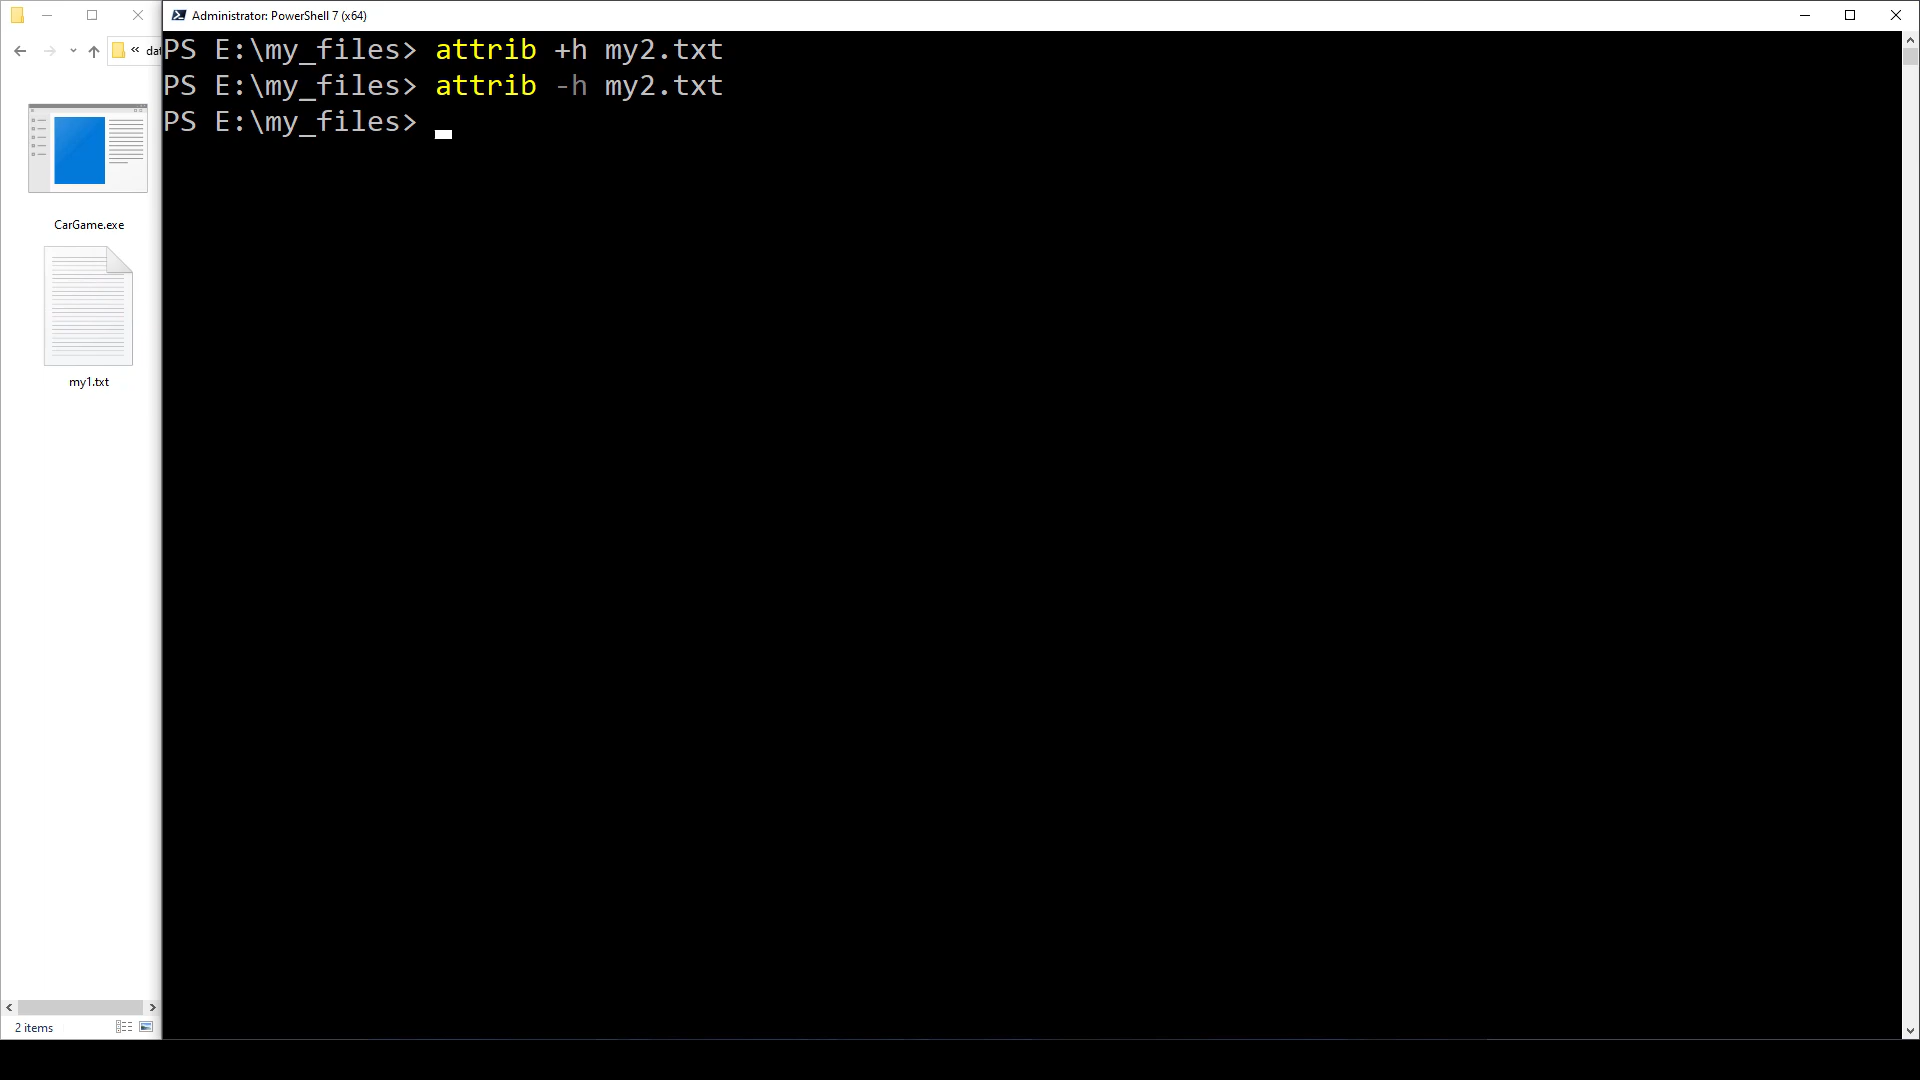 Administrator: PowerShell 7 (x64)
« dat
PS E:\my_files> attrib +h my2.txt
PS E:\my_files> attrib -h my2.txt
PS E:\my_files>
CarGame.exe
my1.txt
2 items